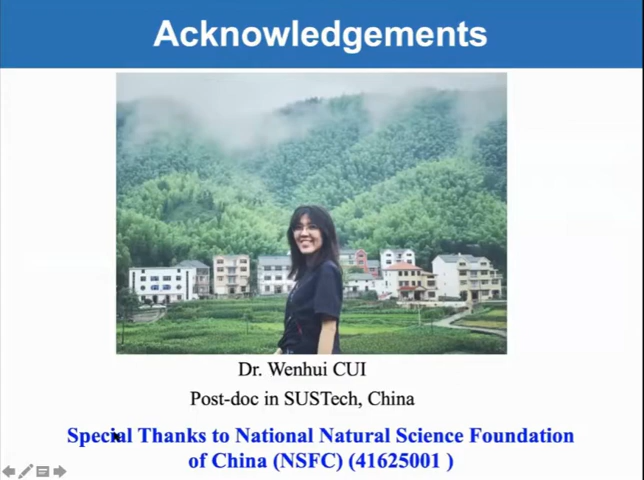 Acknowledgements
Dr. Wenhui CUI
Post-doc in SUSTech, China
Special Thanks to National Natural Science Foundation
of China (NSFC) (41625001 )